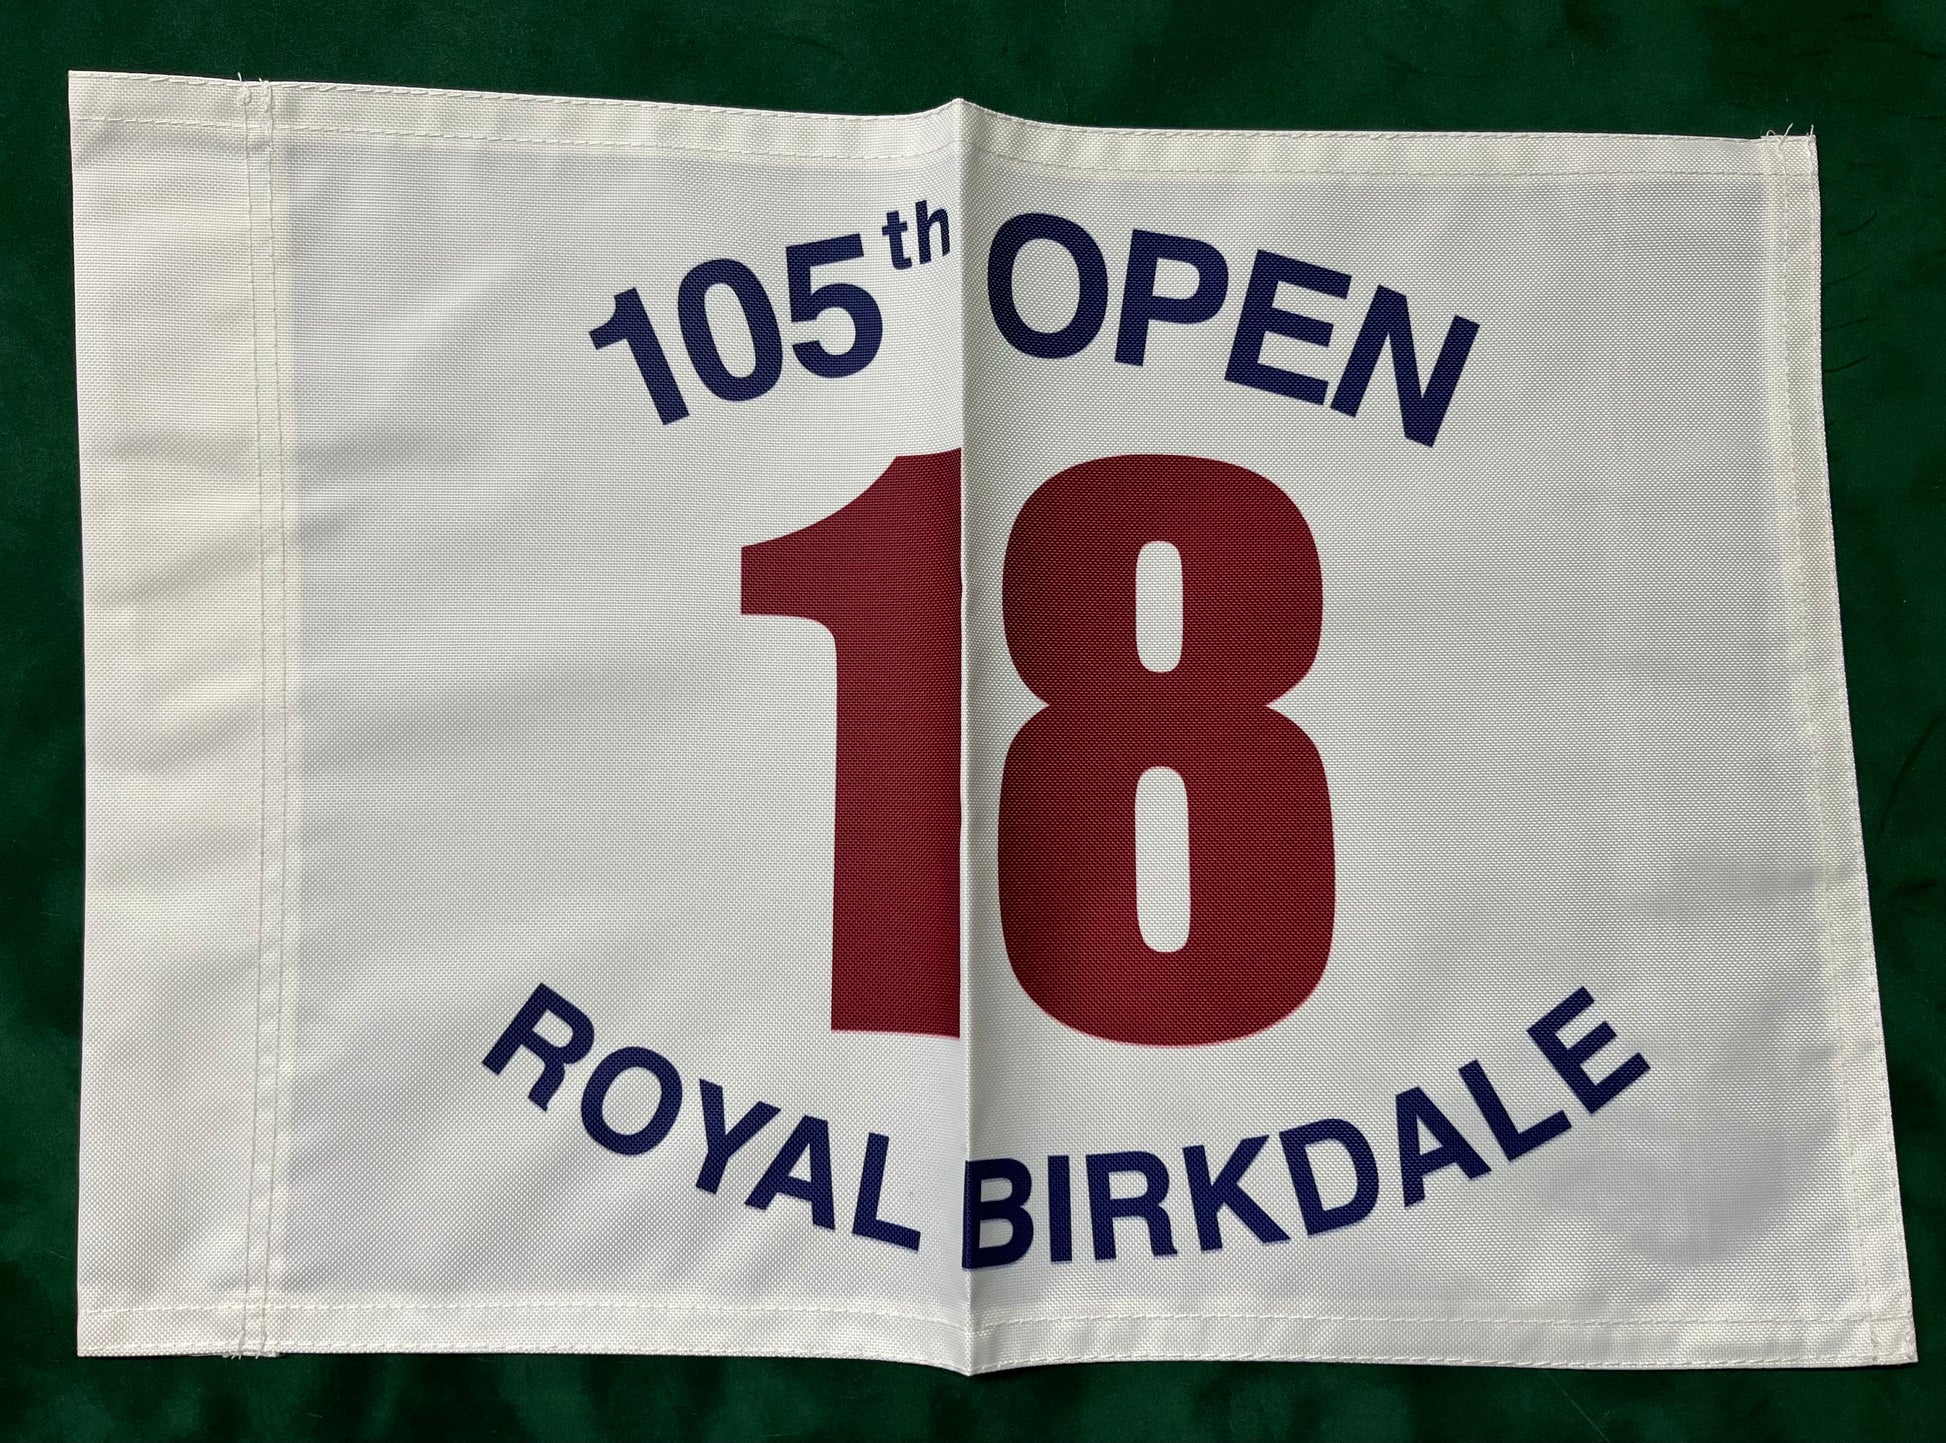 105th OPEN
18
ROYAL BIRKDALE